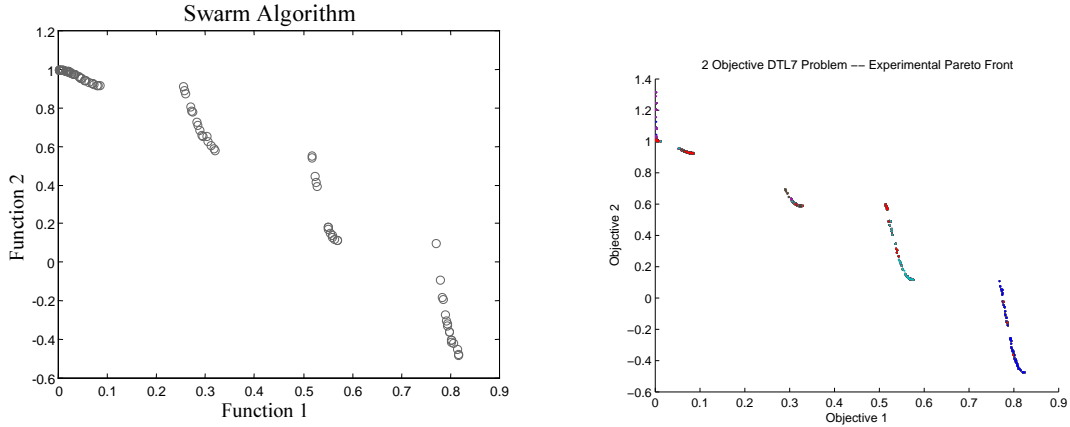 Swarm Algorithm
1.2
1
0.8
0.6
0.4
0.2
0
−0.2
−0.4
−0.6
Function 2
0 0.1 0.2 0.3 0.4 0.5 0.6 0.7 0.8 0.9
Function 1
2 Objective DTL7 Problem −− Experimental Pareto Front
1.4
1.2
1
0.8
0.6
0.4
0.2
0
−0.2
−0.4
−0.6
Objective 2
0 0.1 0.2 0.3 0.4 0.5 0.6 0.7 0.8 0.9
Objective 1